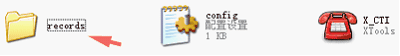 records
config
配置设置
1 KB
X_CTI
XTools